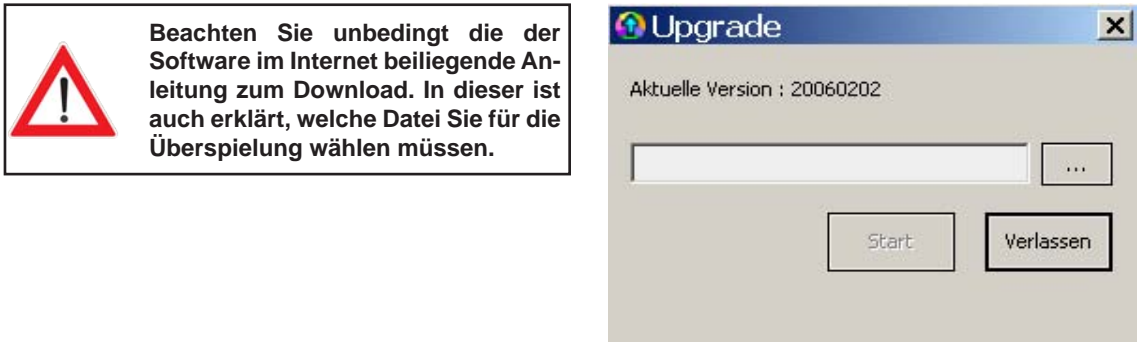 Beachten Sie unbedingt die der
Software im Internet beiliegende An-
leitung zum Download. In dieser ist
auch erklärt, welche Datei Sie für die
Überspielung wählen müssen.
Upgrade
Aktuelle Version : 20060202
...
Start
Verlassen